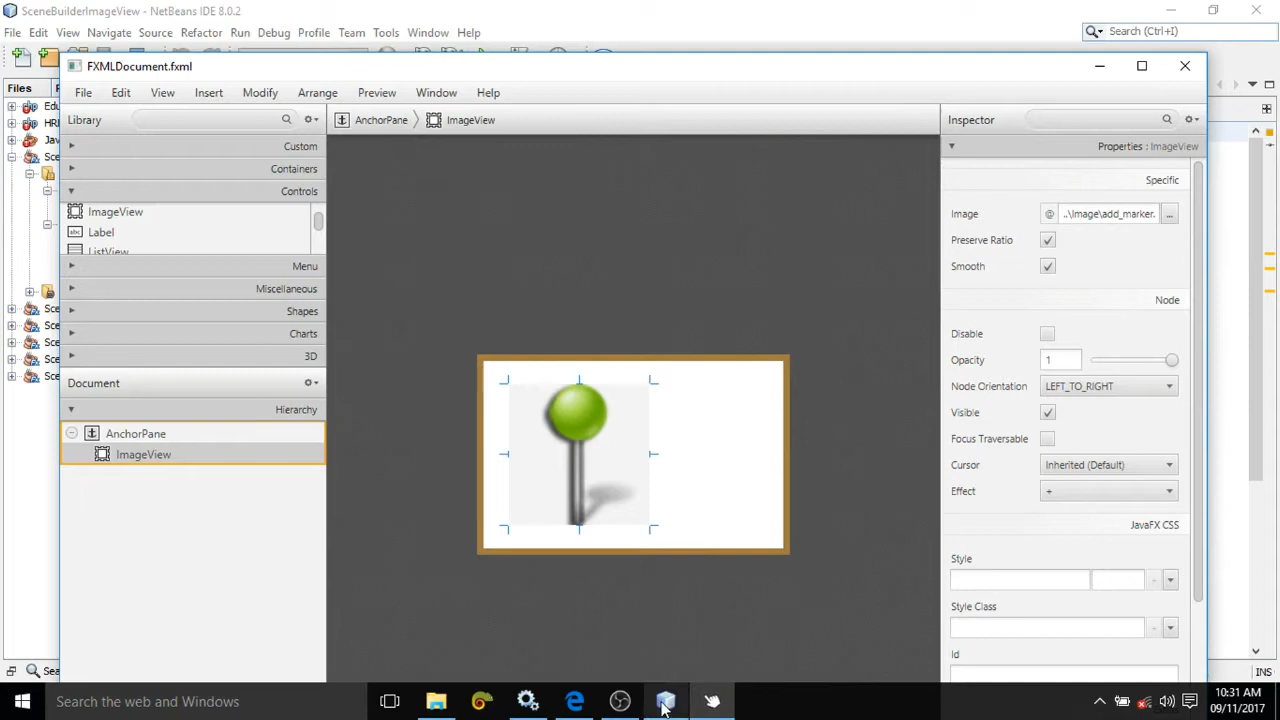 SceneBuilderImageView - NetBeans IDE 8.0.2
File Edit View Navigate Source Refactor Run Debug Profile Team Tools Window Help
Search (Ctrl+I)
FXMLDocument.fxml
Files
File Edit View Insert Modify Arrange Preview Window Help
Library
AnchorPane
ImageView
Inspector
Custom
Properties : ImageView
Containers
Controls
Specific
ImageView
Image @ ..\Image\add_marker. ...
Label
abc
Preserve Ratio
ListView
Menu
Smooth
Miscellaneous
Node
Shapes
Charts
Disable
3D
Opacity 1
Document
Node Orientation LEFT_TO_RIGHT
Hierarchy
Visible
AnchorPane
Focus Traversable
ImageView
Cursor Inherited (Default)
Effect +
JavaFX CSS
Style
Style Class
Id
INS
Search the web and Windows
10:31 AM
09/11/2017